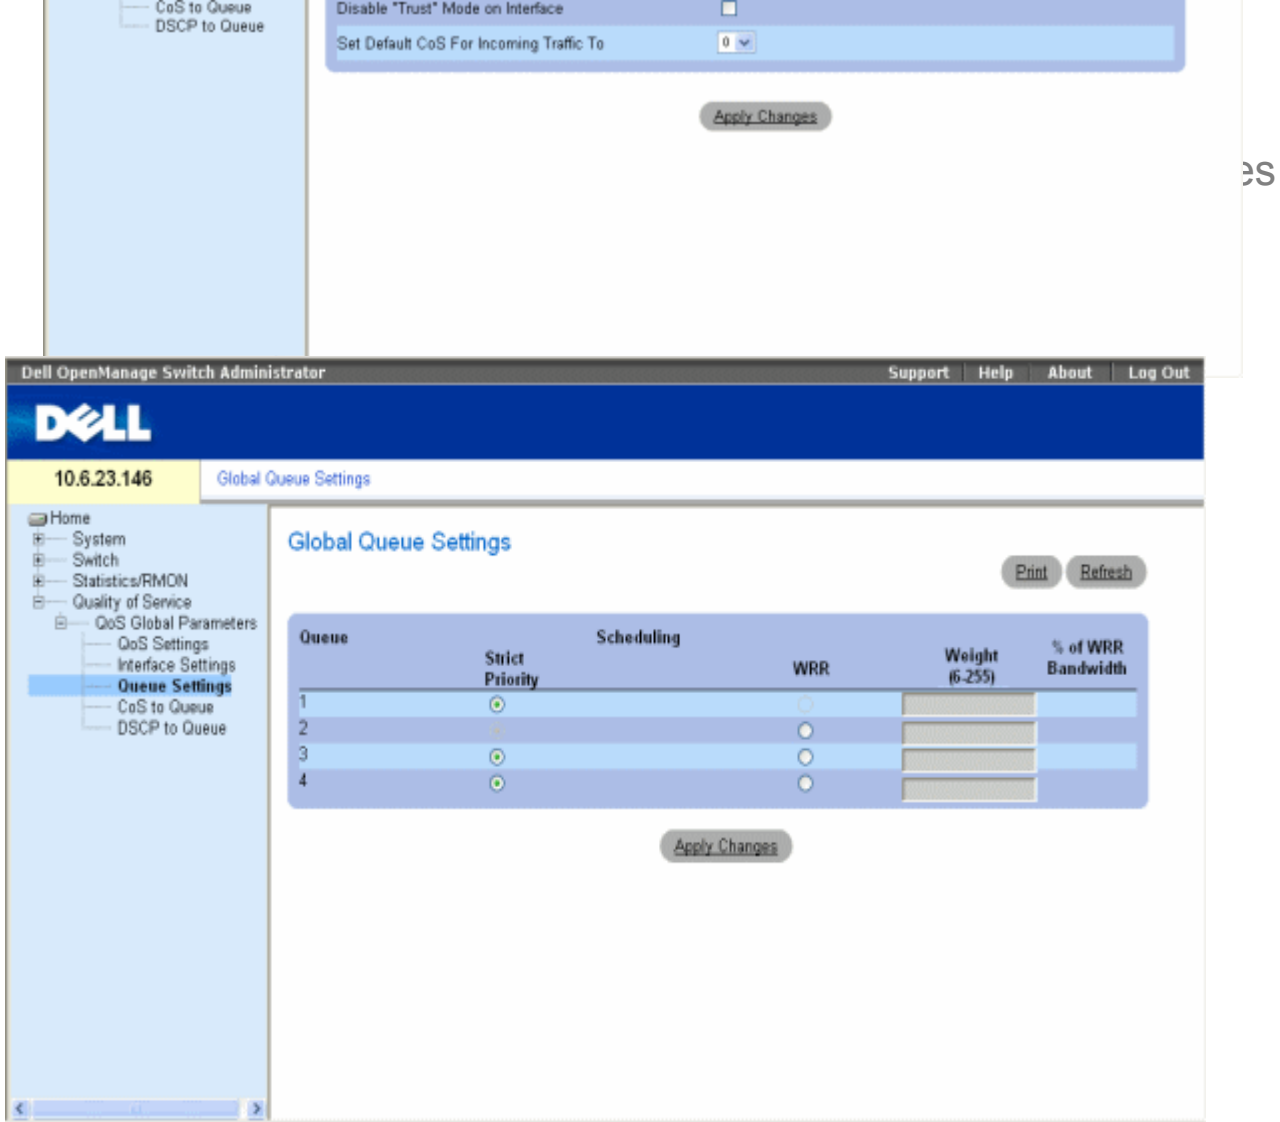 CoS to Queue
DSCP to Queue
Disable "Trust" Mode on Interface
Set Default CoS For Incoming Traffic To 0
Apply Changes
es
Dell OpenManage Switch Administrator Support Help About Log Out
DELL
10.6.23.146 Global Queue Settings
Home
System
Switch
Statistics/RMON
Quality of Service
QoS Global Parameters
QoS Settings
Interface Settings
Queue Settings
CoS to Queue
DSCP to Queue
Global Queue Settings
Print Refresh
Queue Scheduling
Strict Priority WRR Weight (6-255) % of WRR Bandwidth
1
2
3
4
Apply Changes